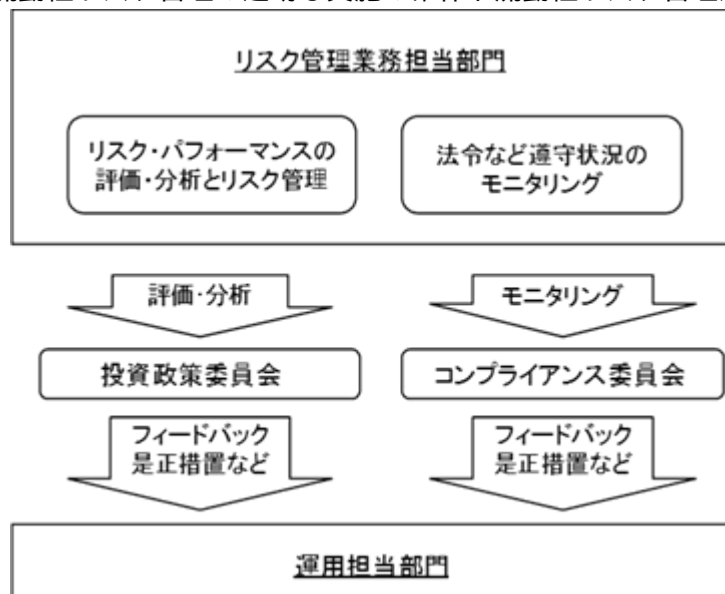 リスク管理業務担当部門
リスク・パフォーマンスの
評価・分析とリスク管理
法令など遵守状況の
モニタリング
評価・分析
モニタリング
投資政策委員会
コンプライアンス委員会
フィードバック
是正措置など
フィードバック
是正措置など
運用担当部門